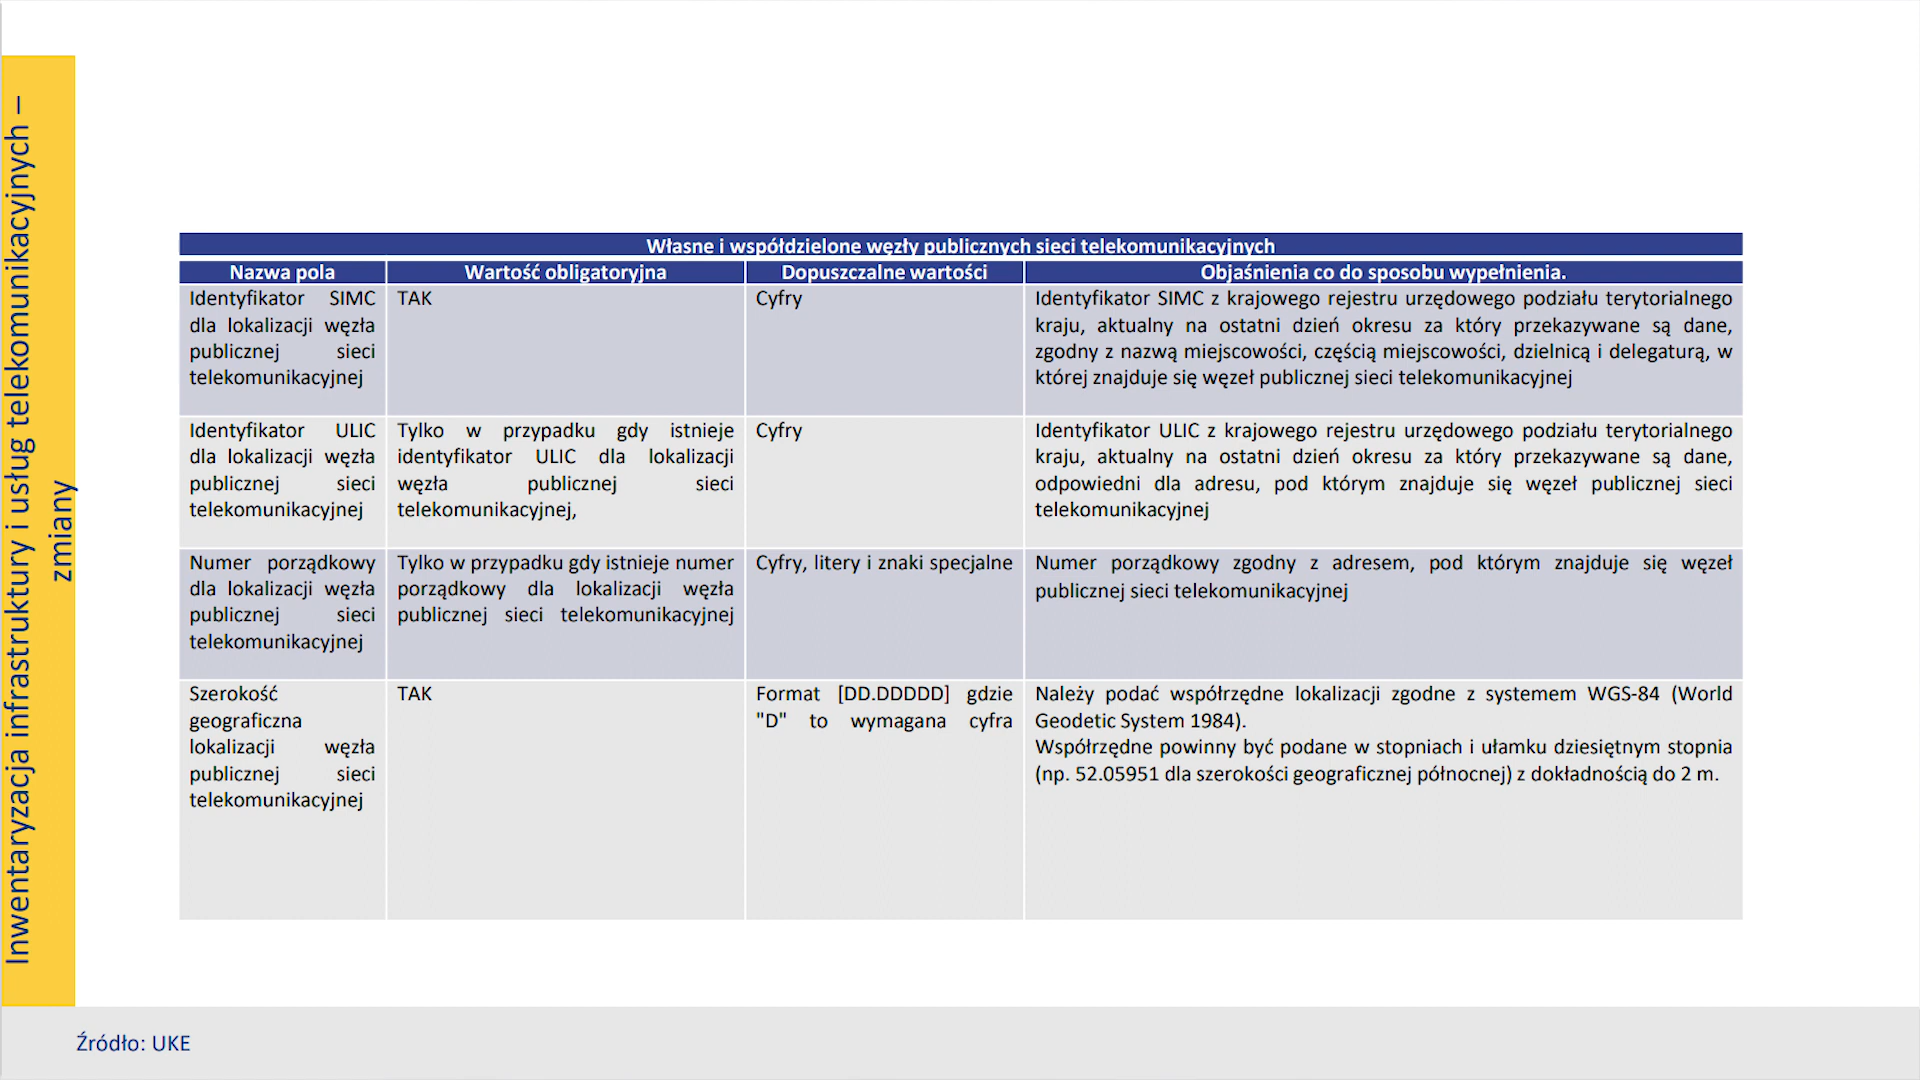 Inwentaryzacja infrastruktury i usług telekomunikacyjnych –
zmiany
Własne i współdzielone węzły publicznych sieci telekomunikacyjnych
Nazwa pola
Wartość obligatoryjna
Dopuszczalne wartości
Objaśnienia co do sposobu wypełnienia.
Identyfikator SIMC
dla lokalizacji węzła
publicznej sieci
telekomunikacyjnej
TAK
Cyfry
Identyfikator SIMC z krajowego rejestru urzędowego podziału terytorialnego
kraju, aktualny na ostatni dzień okresu za który przekazywane są dane,
zgodny z nazwą miejscowości, częścią miejscowości, dzielnicą i delegaturą, w
której znajduje się węzeł publicznej sieci telekomunikacyjnej
Identyfikator ULIC
dla lokalizacji węzła
publicznej sieci
telekomunikacyjnej
Tylko w przypadku gdy istnieje
identyfikator ULIC dla lokalizacji
węzła publicznej sieci
telekomunikacyjnej,
Cyfry
Identyfikator ULIC z krajowego rejestru urzędowego podziału terytorialnego
kraju, aktualny na ostatni dzień okresu za który przekazywane są dane,
odpowiedni dla adresu, pod którym znajduje się węzeł publicznej sieci
telekomunikacyjnej
Numer porządkowy
dla lokalizacji węzła
publicznej sieci
telekomunikacyjnej
Tylko w przypadku gdy istnieje numer
porządkowy dla lokalizacji węzła
publicznej sieci telekomunikacyjnej
Cyfry, litery i znaki specjalne
Numer porządkowy zgodny z adresem, pod którym znajduje się węzeł
publicznej sieci telekomunikacyjnej
Szerokość
geograficzna
lokalizacji węzła
publicznej sieci
telekomunikacyjnej
TAK
Format [DD.DDDDD] gdzie
"D" to wymagana cyfra
Należy podać współrzędne lokalizacji zgodne z systemem WGS-84 (World
Geodetic System 1984).
Współrzędne powinny być podane w stopniach i ułamku dziesiętnym stopnia
(np. 52.05951 dla szerokości geograficznej północnej) z dokładnością do 2 m.
Źródło: UKE